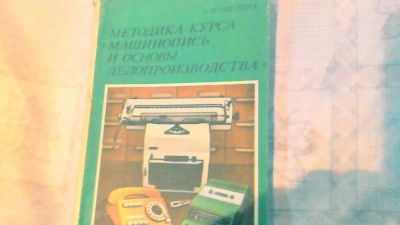 МЕТОДИКА КУРСА
"МАШИНОПИСЬ
И ОСНОВЫ
ДЕЛОПРОИЗВОДСТВА"